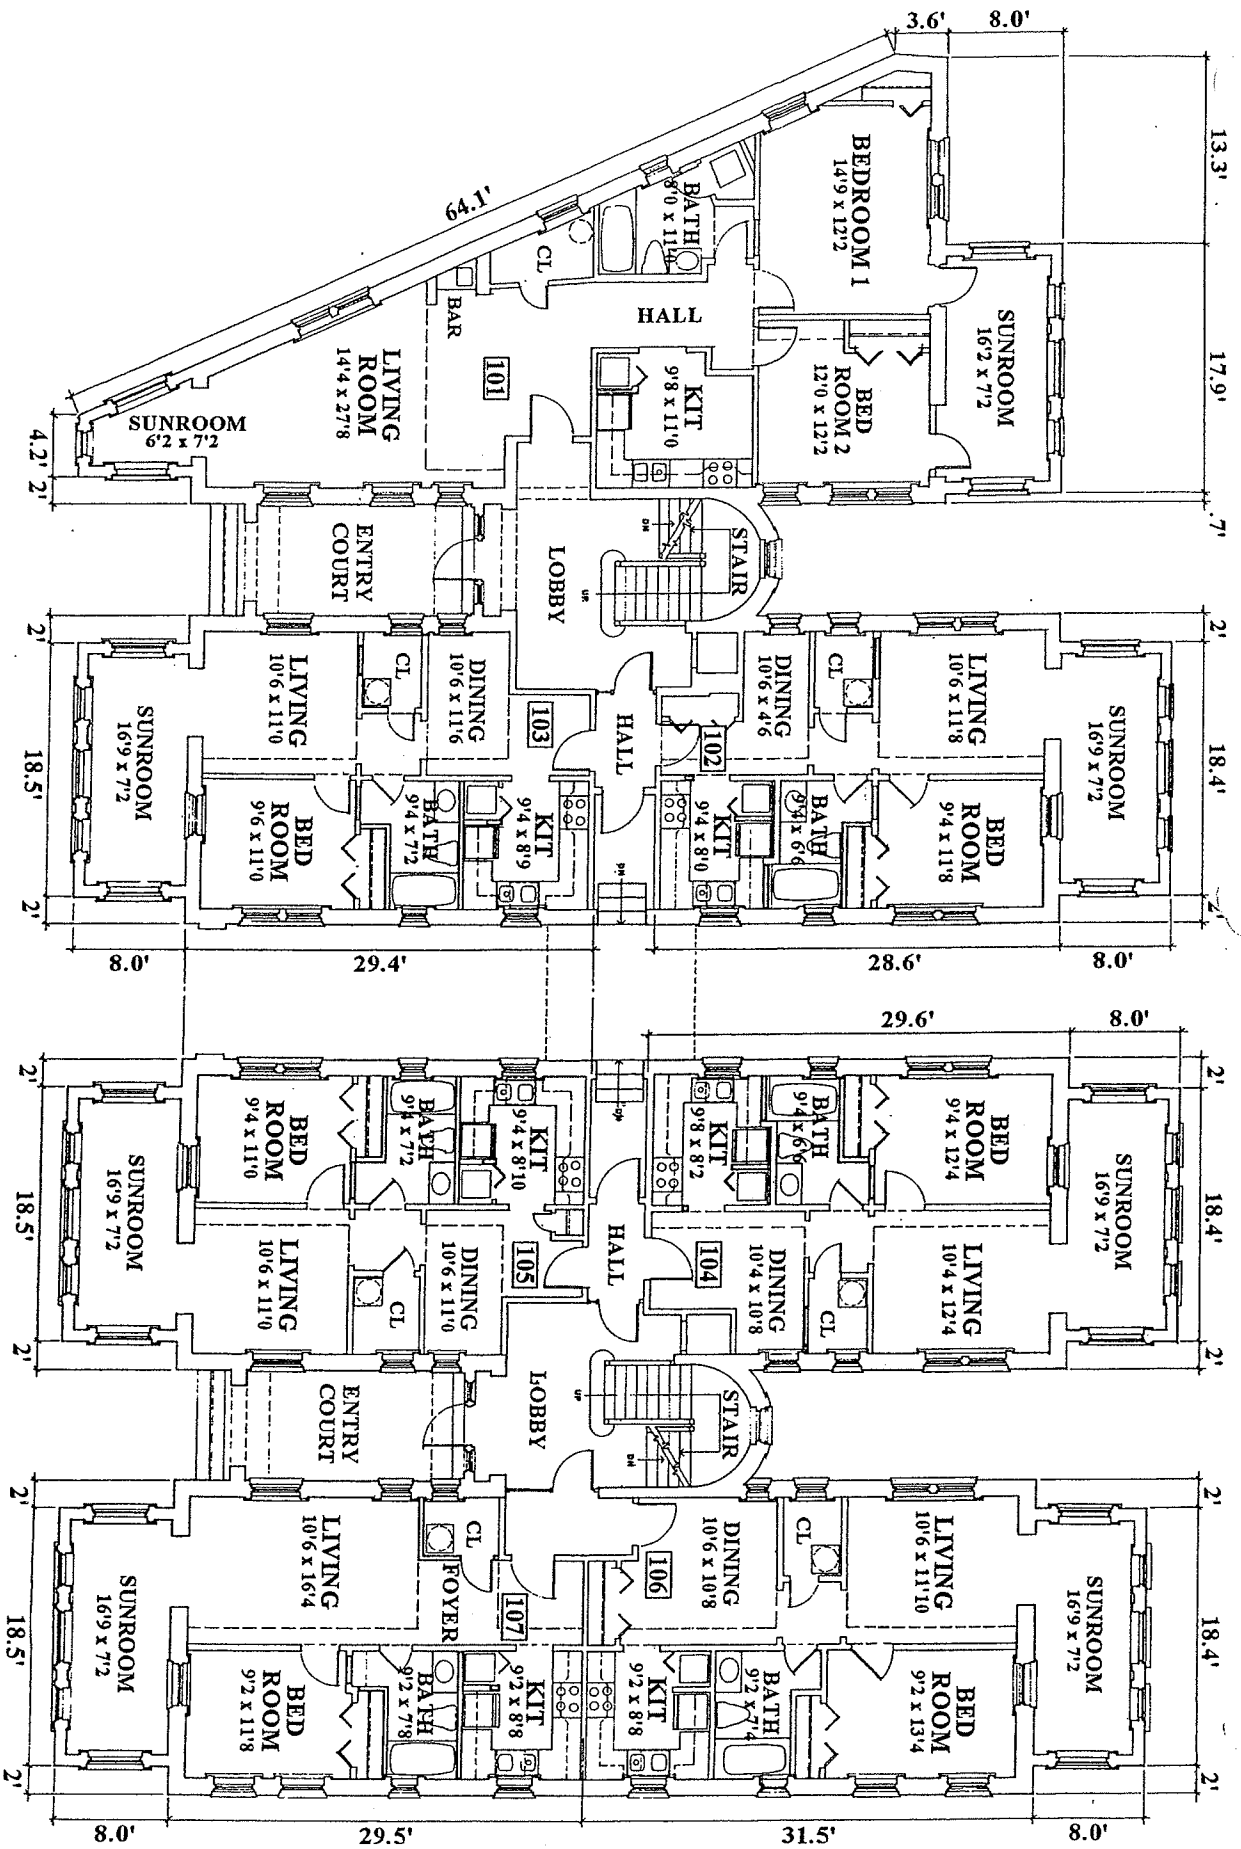 3.6'
8.0'
13.3'
17.9'
7'
64.1'
4.2'
2'
BEDROOM 1
14'9 x 12'2
BATH
8'0 x 11'0
CL
HALL
BAR
SUNROOM
16'2 x 7'2
LIVING
ROOM
14'4 x 27'8
101
KIT
9'8 x 11'0
BED
ROOM 2
12'0 x 12'2
SUNROOM
6'2 x 7'2
ENTRY
COURT
LOBBY
STAIR
DN
UP
2'
18.5'
2'
2'
18.4'
2'
SUNROOM
16'9 x 7'2
LIVING
10'6 x 11'0
CL
DINING
10'6 x 11'6
103
HALL
102
DINING
10'6 x 4'6
CL
LIVING
10'6 x 11'8
SUNROOM
16'9 x 7'2
BED
ROOM
9'6 x 11'0
BATH
9'4 x 7'2
KIT
9'4 x 8'9
DN
KIT
9'4 x 8'0
BATH
9'4 x 6'6
BED
ROOM
9'4 x 11'8
8.0'
29.4'
28.6'
8.0'
29.6'
8.0'
2'
18.5'
2'
2'
18.4'
2'
BED
ROOM
9'4 x 11'0
BATH
9'4 x 7'2
KIT
9'4 x 8'10
DN
KIT
9'8 x 8'2
BATH
9'4 x 6'6
BED
ROOM
9'4 x 12'4
SUNROOM
16'9 x 7'2
LIVING
10'6 x 11'0
CL
DINING
10'6 x 11'0
105
HALL
104
DINING
10'4 x 10'8
CL
LIVING
10'4 x 12'4
SUNROOM
16'9 x 7'2
ENTRY
COURT
LOBBY
UP
STAIR
DN
2'
18.5'
2'
2'
18.4'
2'
SUNROOM
16'9 x 7'2
LIVING
10'6 x 16'4
CL
FOYER
107
106
DINING
10'6 x 10'8
CL
LIVING
10'6 x 11'10
SUNROOM
16'9 x 7'2
BED
ROOM
9'2 x 11'8
BATH
9'2 x 7'8
KIT
9'2 x 8'8
KIT
9'2 x 8'8
BATH
9'2 x 7'4
BED
ROOM
9'2 x 13'4
8.0'
29.5'
31.5'
8.0'